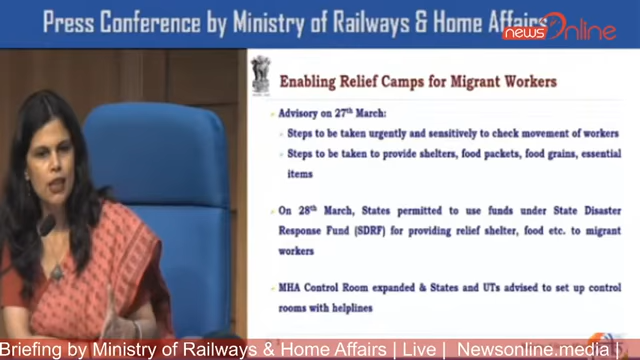 Press Conference by Ministry of Railways & Home Affairs
newsOnline
Enabling Relief Camps for Migrant Workers
Advisory on 27th March:
Steps to be taken urgently and sensitively to check movement of workers
Steps to be taken to provide shelters, food packets, food grains, essential
items
On 28th March, States permitted to use funds under State Disaster
Response Fund (SDRF) for providing relief shelter, food etc. to migrant
workers
MHA Control Room expanded & States and UTs advised to set up control
rooms with helplines
Briefing by Ministry of Railways & Home Affairs | Live | Newsonline.media